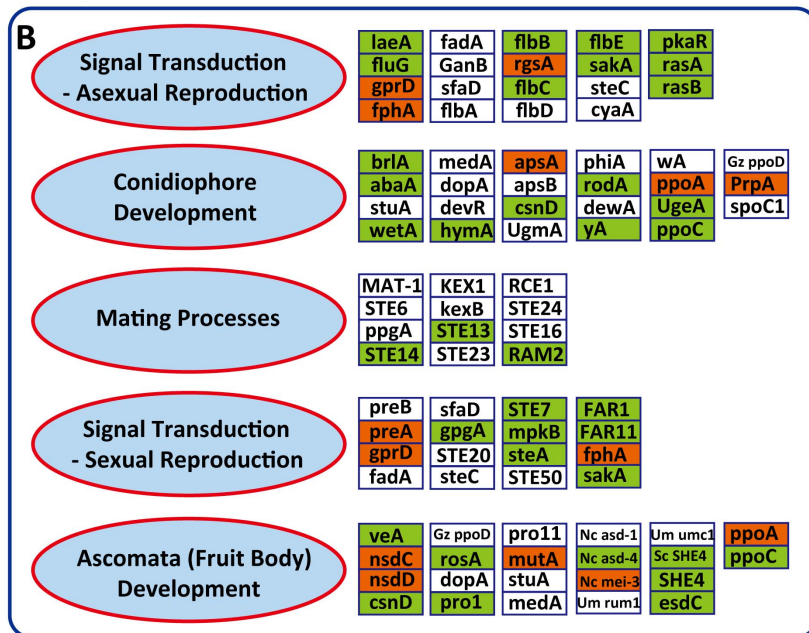 B
Signal Transduction
- Asexual Reproduction
laeA fadA flbB flbE pkaR
fluG GanB rgsA sakA rasA
gprD sfaD flbC steC rasB
fphA flbA flbD cyaA
Conidiophore
Development
brlA medA apsA phiA wA Gz ppoD
abaA dopA apsB rodA ppoA PrpA
stuA devR csnD dewA UgeA spoC1
wetA hymA UgmA yA ppoC
Mating Processes
MAT-1 KEX1 RCE1
STE6 kexB STE24
ppgA STE13 STE16
STE14 STE23 RAM2
Signal Transduction
- Sexual Reproduction
preB sfaD STE7 FAR1
preA gpgA mpkB FAR11
gprD STE20 steA fphA
fadA steC STE50 sakA
Ascomata (Fruit Body)
Development
veA Gz ppoD pro11 Nc asd-1 Um umc1 ppoA
nsdC rosA mutA Nc asd-4 Sc SHE4 ppoC
nsdD dopA stuA Nc mei-3 SHE4
csnD pro1 medA Um rum1 esdC